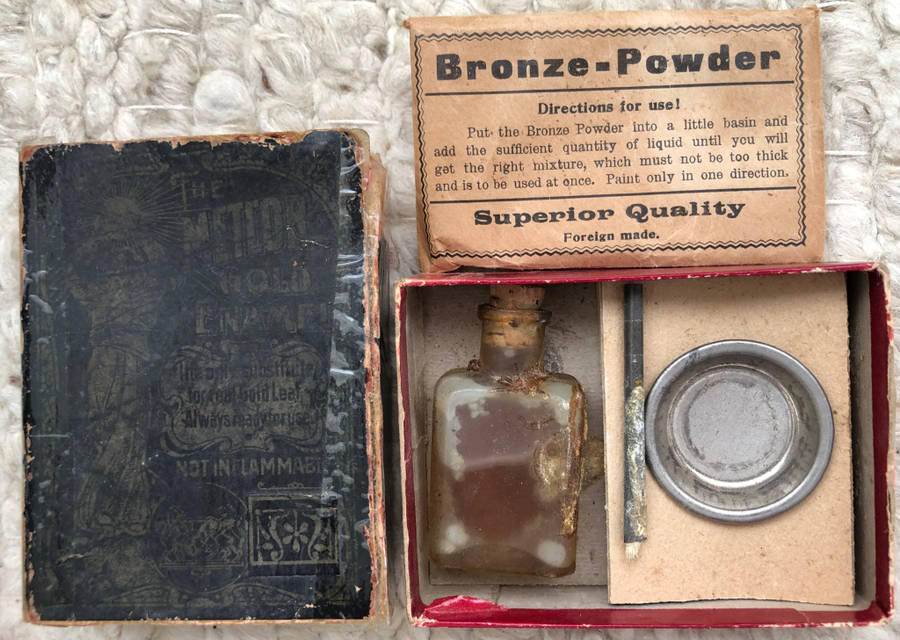 THE
GOLD
ENAMEL
The only substitute
for real Gold Leaf
Always ready for use
NOT INFLAMMABLE
Bronze-Powder
Directions for use!
Put the Bronze Powder into a little basin and
add the sufficient quantity of liquid until you will
get the right mixture, which must not be too thick
and is to be used at once. Paint only in one direction.
Superior Quality
Foreign made.